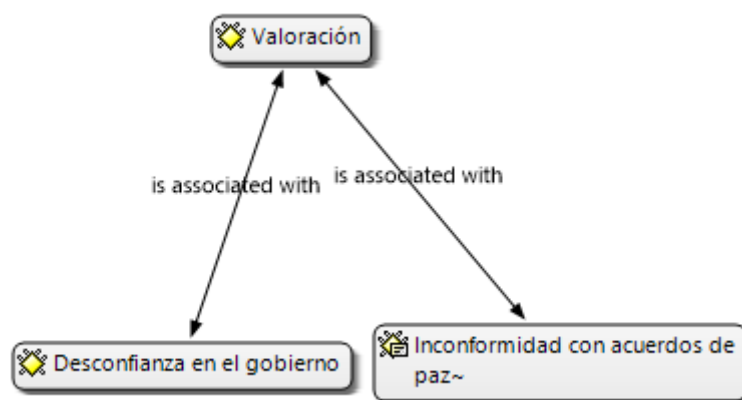 Valoración
is associated with
is associated with
Desconfianza en el gobierno
Inconformidad con acuerdos de
paz~